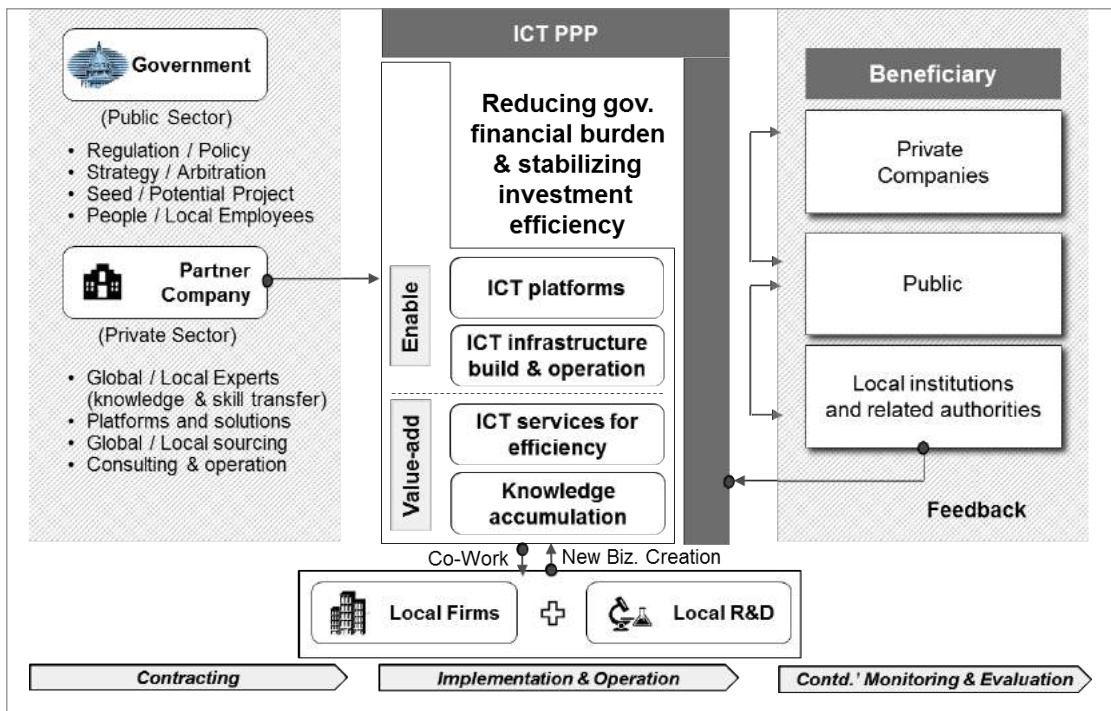 Government
(Public Sector)
• Regulation / Policy
• Strategy / Arbitration
• Seed / Potential Project
• People / Local Employees
Partner
Company
(Private Sector)
• Global / Local Experts
(knowledge & skill transfer)
• Platforms and solutions
• Global / Local sourcing
• Consulting & operation
ICT PPP
Reducing gov.
financial burden
& stabilizing
investment
efficiency
Enable
ICT platforms
ICT infrastructure
build & operation
Value-add
ICT services for
efficiency
Knowledge
accumulation
Co-Work
New Biz. Creation
Local Firms
Local R&D
Beneficiary
Private
Companies
Public
Local institutions
and related authorities
Feedback
Contracting
Implementation & Operation
Contd.' Monitoring & Evaluation